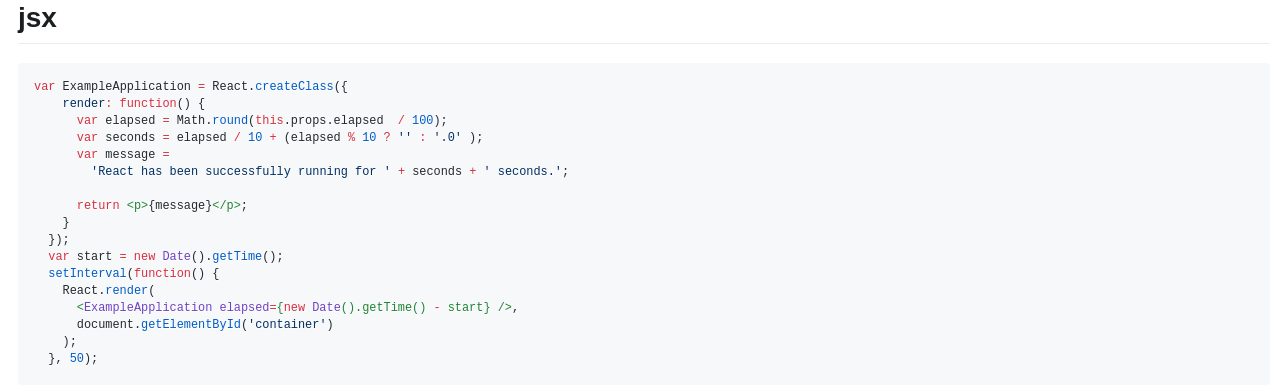 jsx
var ExampleApplication = React.createClass({
    render: function() {
      var elapsed = Math.round(this.props.elapsed  / 100);
      var seconds = elapsed / 10 + (elapsed % 10 ? '' : '.0' );
      var message =
        'React has been successfully running for ' + seconds + ' seconds.';

      return <p>{message}</p>;
    }
  });
  var start = new Date().getTime();
  setInterval(function() {
    React.render(
      <ExampleApplication elapsed={new Date().getTime() - start} />,
      document.getElementById('container')
    );
  }, 50);